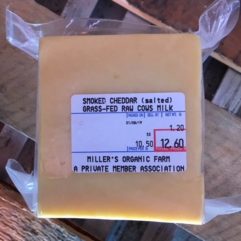 SMOKED CHEDDAR (salted)
GRASS-FED RAW COWS MILK
1.20
10.50 12.60
MILLER'S ORGANIC FARM
A PRIVATE MEMBER ASSOCIATION